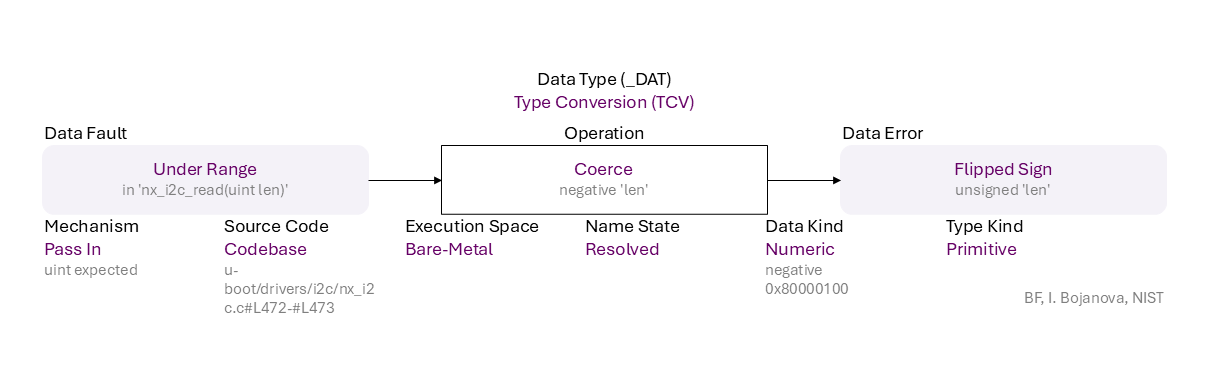 Data Type (_DAT)
Type Conversion (TCV)
Data Fault
Operation
Data Error
Under Range
in 'nx_i2c_read(uint len)'
Coerce
negative 'len'
Flipped Sign
unsigned 'len'
Mechanism
Pass In
uint expected
Source Code
Codebase
u-
boot/drivers/i2c/nx_i2
c.c#L472-#L473
Execution Space
Bare-Metal
Name State
Resolved
Data Kind
Numeric
negative
0x80000100
Type Kind
Primitive
BF, I. Bojanova, NIST